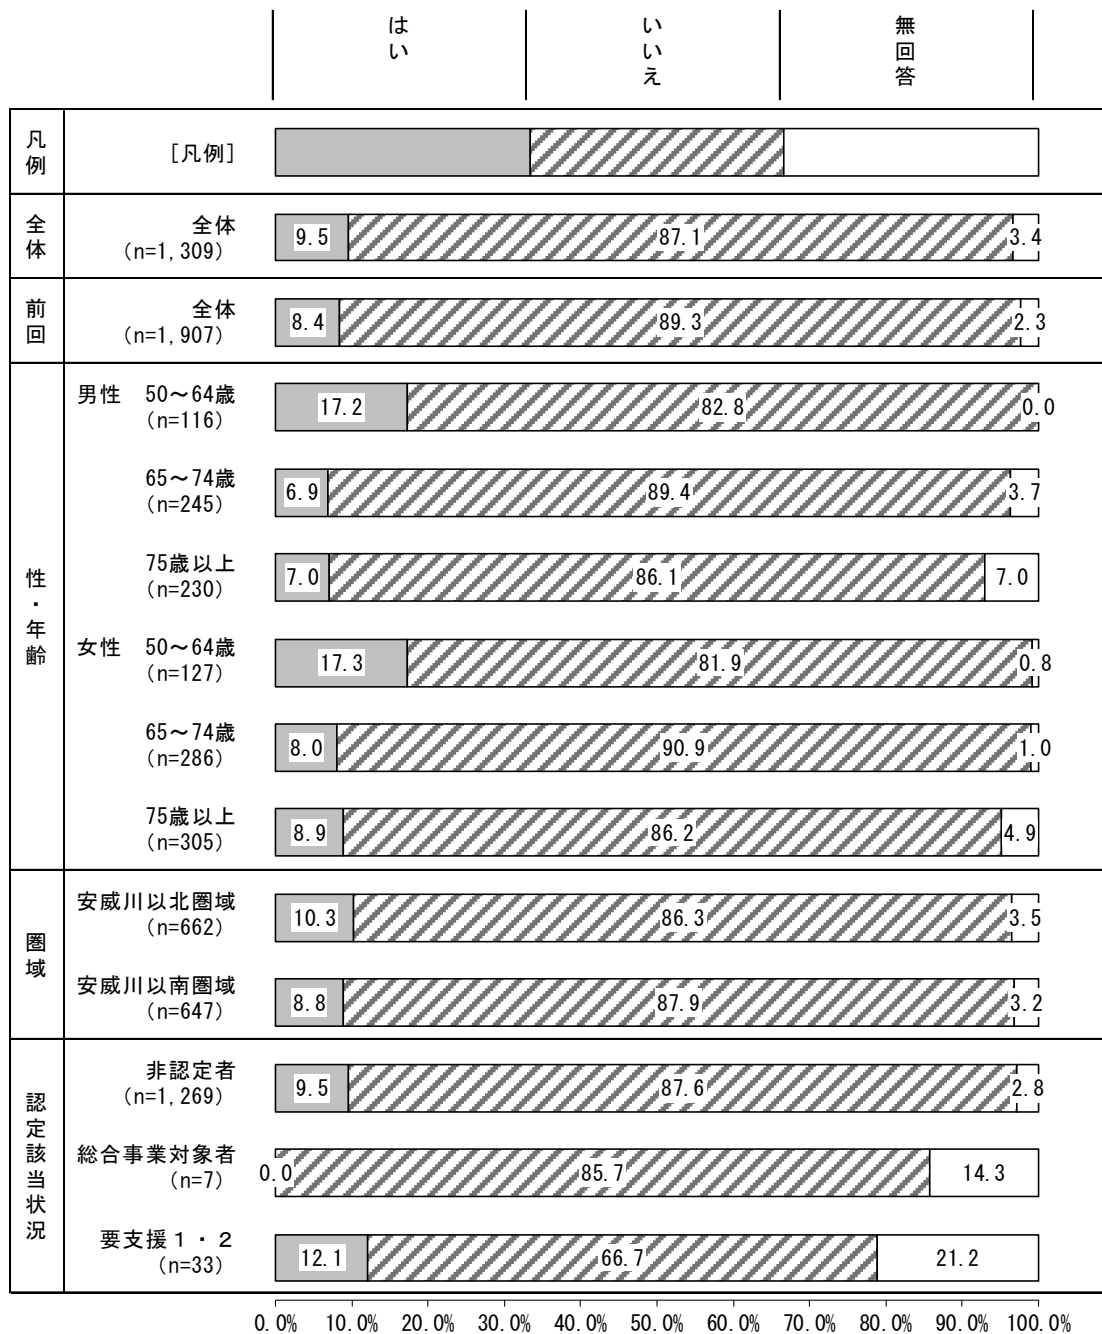 はい
いいえ
無回答
凡例
[凡例]
全体
全体
(n=1,309)
9.5
87.1
3.4
前回
全体
(n=1,907)
8.4
89.3
2.3
性・年齢
男性 50～64歳
(n=116)
17.2
82.8
0.0
65～74歳
(n=245)
6.9
89.4
3.7
75歳以上
(n=230)
7.0
86.1
7.0
女性 50～64歳
(n=127)
17.3
81.9
0.8
65～74歳
(n=286)
8.0
90.9
1.0
75歳以上
(n=305)
8.9
86.2
4.9
圏域
安威川以北圏域
(n=662)
10.3
86.3
3.5
安威川以南圏域
(n=647)
8.8
87.9
3.2
認定該当状況
非認定者
(n=1,269)
9.5
87.6
2.8
総合事業対象者
(n=7)
0.0
85.7
14.3
要支援１・２
(n=33)
12.1
66.7
21.2
0.0% 10.0% 20.0% 30.0% 40.0% 50.0% 60.0% 70.0% 80.0% 90.0% 100.0%